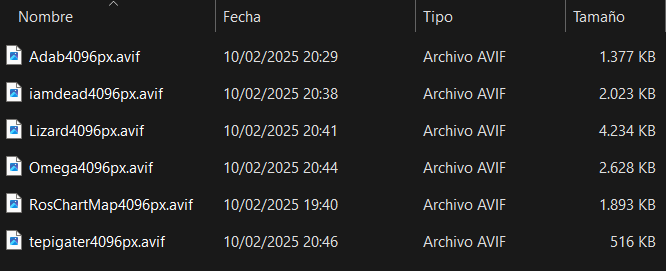 Nombre Fecha Tipo Tamaño
Adab4096px.avif 10/02/2025 20:29 Archivo AVIF 1.377 KB
iamdead4096px.avif 10/02/2025 20:38 Archivo AVIF 2.023 KB
Lizard4096px.avif 10/02/2025 20:41 Archivo AVIF 4.234 KB
Omega4096px.avif 10/02/2025 20:44 Archivo AVIF 2.628 KB
RosChartMap4096px.avif 10/02/2025 19:40 Archivo AVIF 1.893 KB
tepigater4096px.avif 10/02/2025 20:46 Archivo AVIF 516 KB